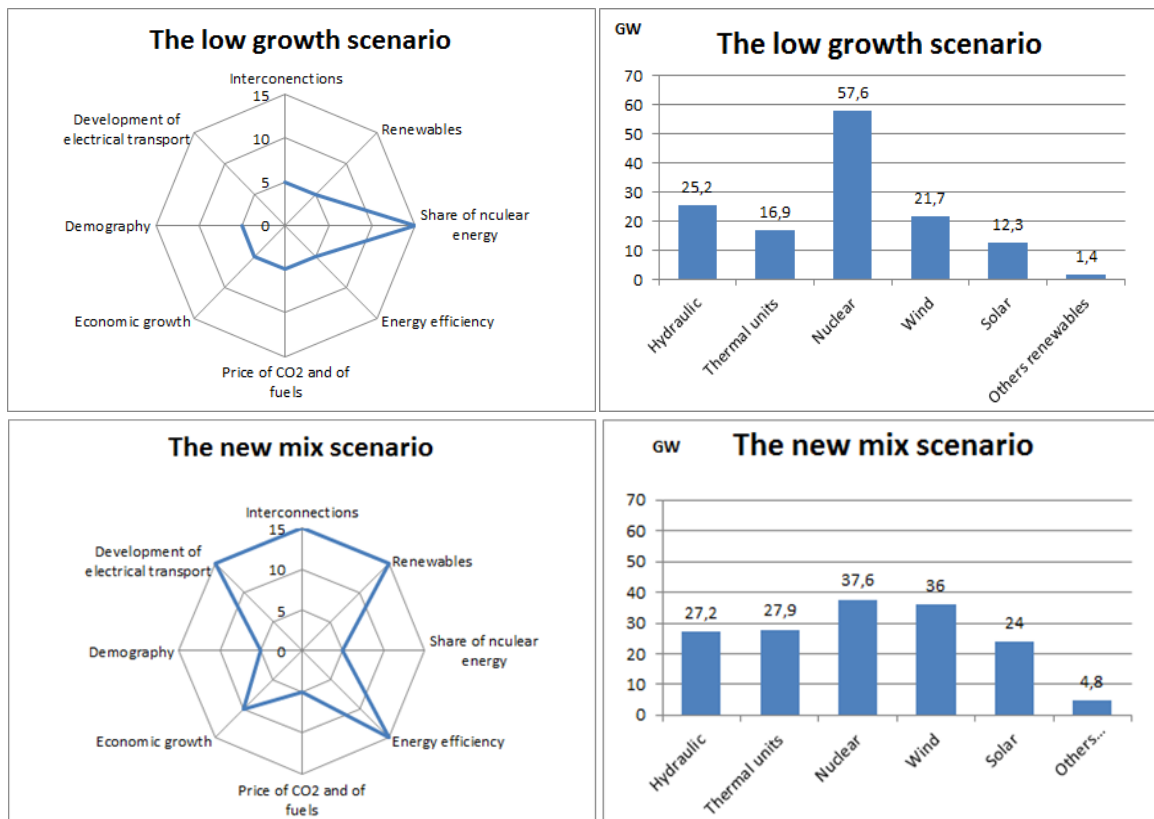 The low growth scenario
Interconenctions
15
Development of
electrical transport
Renewables
10
5
Demography
0
Share of nculear
energy
Economic growth
Energy efficiency
Price of CO2 and of
fuels
GW
The low growth scenario
70
60
50
40
30
20
10
0
25,2
16,9
57,6
21,7
12,3
1,4
Hydraulic
Thermal units
Nuclear
Wind
Solar
Others renewables
The new mix scenario
Interconnections
15
Development of
electrical transport
Renewables
10
5
Demography
0
Share of nculear
energy
Economic growth
Energy efficiency
Price of CO2 and of
fuels
GW
The new mix scenario
70
60
50
40
30
20
10
0
27,2
27,9
37,6
36
24
4,8
Hydraulic
Thermal units
Nuclear
Wind
Solar
Others...